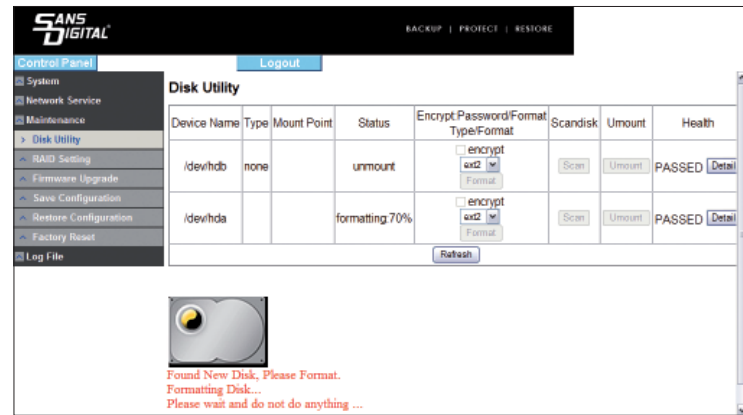 SANS DIGITAL
BACKUP | PROTECT | RESTORE
Control Panel
Logout
System
Network Service
Maintenance
> Disk Utility
RAID Setting
Firmware Upgrade
Save Configuration
Restore Configuration
Factory Reset
Log File
Disk Utility
Device Name Type Mount Point Status Encrypt:Password/Format Type/Format Scandisk Umount Health
/dev/hdb none unmount encrypt ext2 Format Scan Umount PASSED Detail
/dev/hda formatting:70% encrypt ext2 Format Scan Umount PASSED Detail
Refresh
Found New Disk, Please Format.
Formatting Disk...
Please wait and do not do anything ...